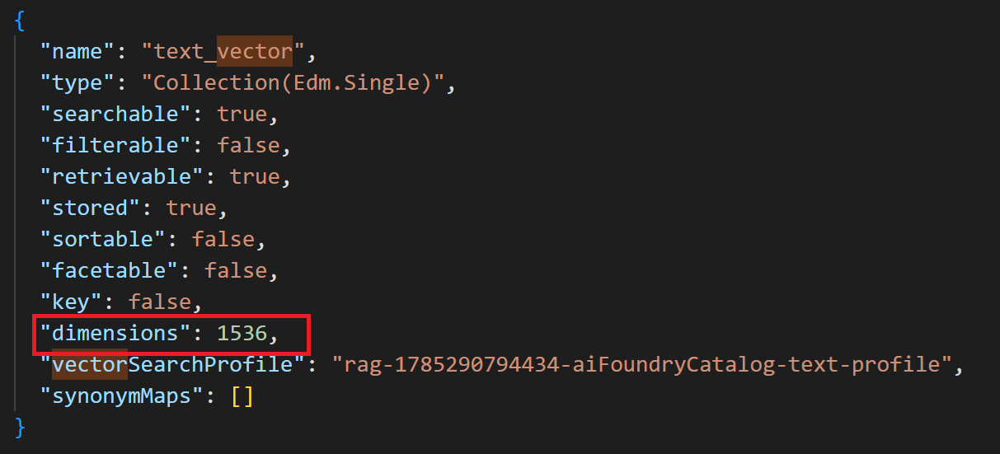 {
"name": "text_vector",
"type": "Collection(Edm.Single)",
"searchable": true,
"filterable": false,
"retrievable": true,
"stored": true,
"sortable": false,
"facetable": false,
"key": false,
"dimensions": 1536,
"vectorSearchProfile": "rag-1785290794434-aiFoundryCatalog-text-profile",
"synonymMaps": []
}